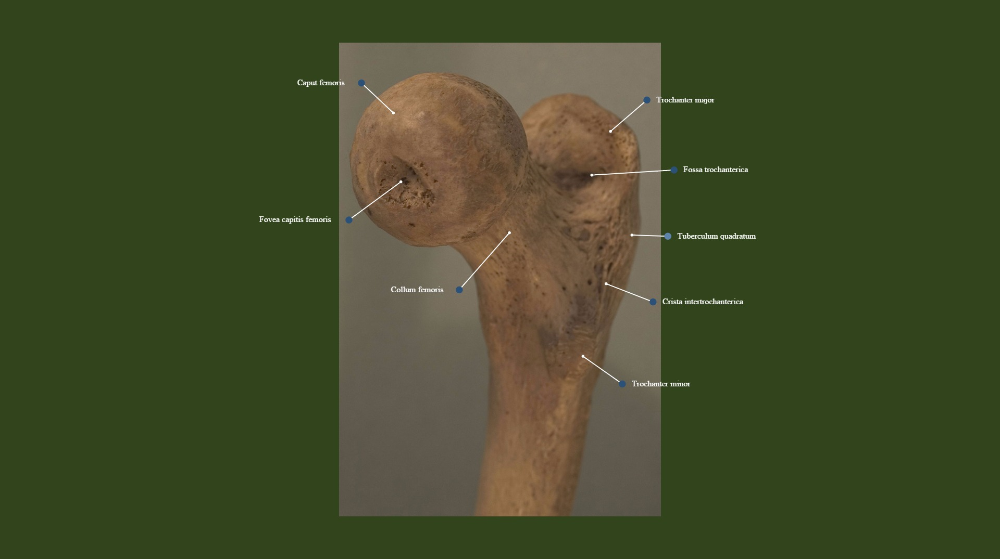 Caput femoris
Trochanter major
Fossa trochanterica
Fovea capitis femoris
Tuberculum quadratum
Collum femoris
Crista intertrochanterica
Trochanter minor